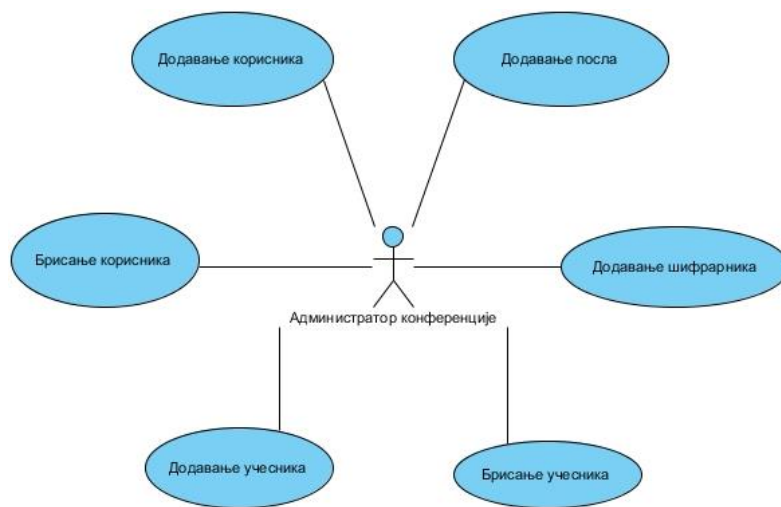 Додавање корисника
Додавање посла
Брисање корисника
Додавање шифрарника
Администратор конференције
Додавање учесника
Брисање учесника